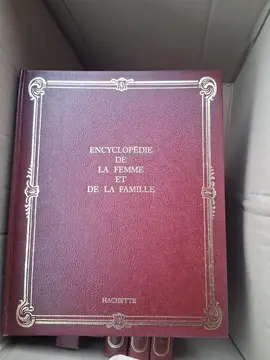 ENCYCLOPÉDIE
DE
LA FEMME
ET
DE LA FAMILLE
HACHETTE